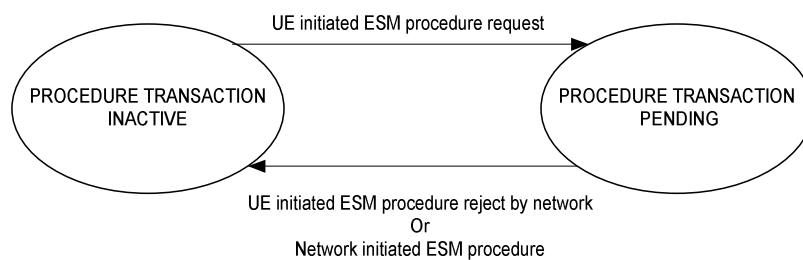 UE initiated ESM procedure request
PROCEDURE TRANSACTION
INACTIVE
PROCEDURE TRANSACTION
PENDING
UE initiated ESM procedure reject by network
Or
Network initiated ESM procedure